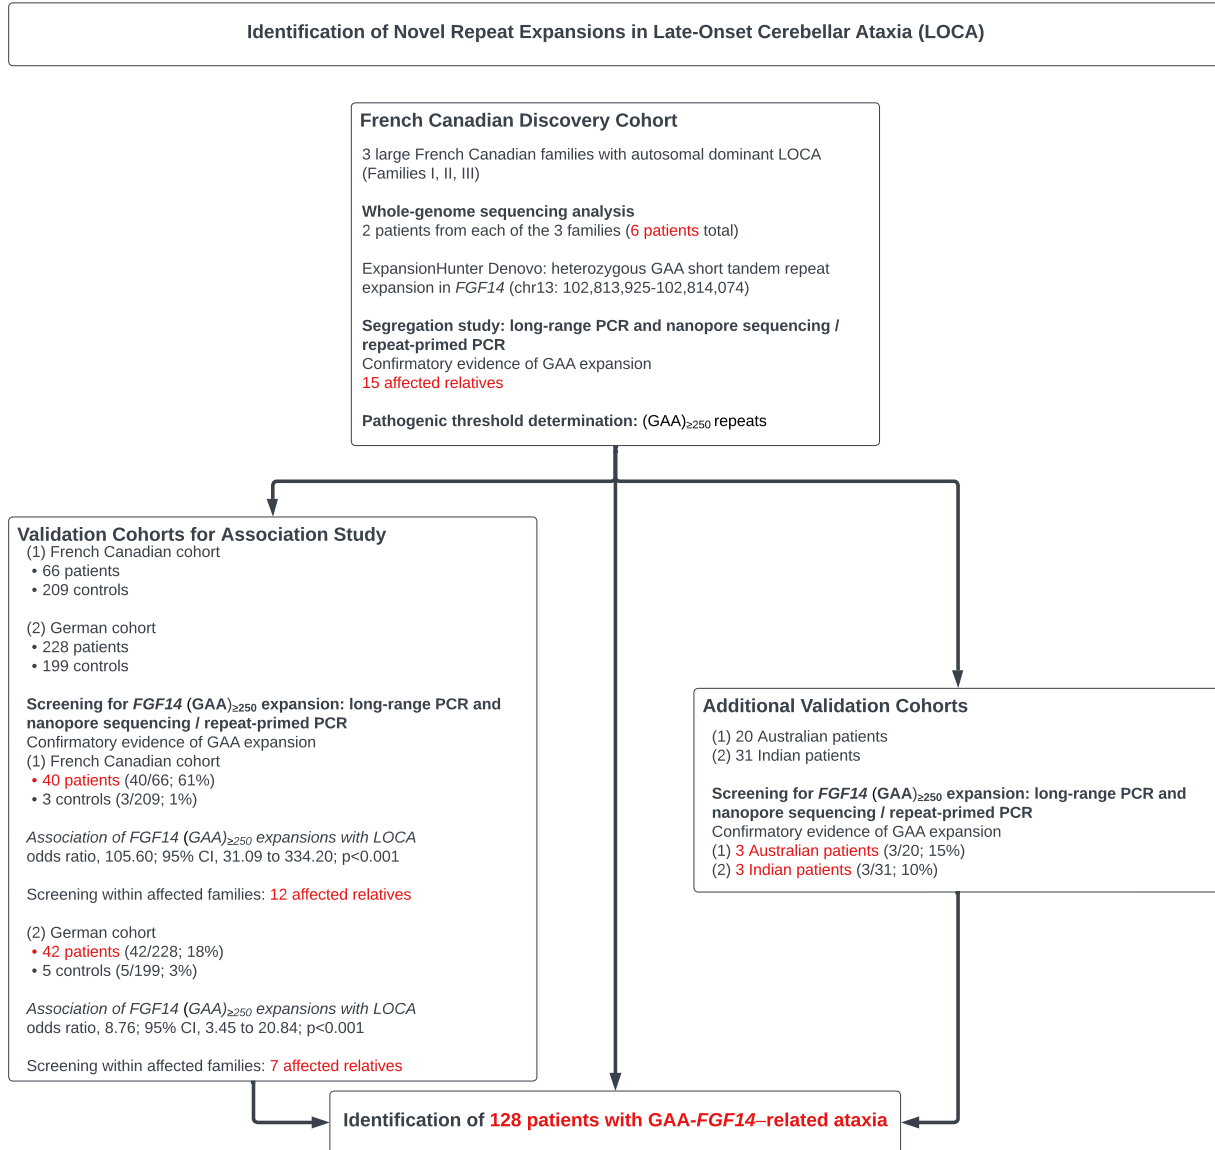 Identification of Novel Repeat Expansions in Late-Onset Cerebellar Ataxia (LOCA)
French Canadian Discovery Cohort
3 large French Canadian families with autosomal dominant LOCA
(Families I, II, III)
Whole-genome sequencing analysis
2 patients from each of the 3 families (6 patients total)
ExpansionHunter Denovo: heterozygous GAA short tandem repeat
expansion in FGF14 (chr13: 102,813,925-102,814,074)
Segregation study: long-range PCR and nanopore sequencing /
repeat-primed PCR
Confirmatory evidence of GAA expansion
15 affected relatives
Pathogenic threshold determination: (GAA)≥250 repeats
Validation Cohorts for Association Study
(1) French Canadian cohort
• 66 patients
• 209 controls
(2) German cohort
• 228 patients
• 199 controls
Screening for FGF14 (GAA)≥250 expansion: long-range PCR and
nanopore sequencing / repeat-primed PCR
Confirmatory evidence of GAA expansion
(1) French Canadian cohort
• 40 patients (40/66; 61%)
• 3 controls (3/209; 1%)
Association of FGF14 (GAA)≥250 expansions with LOCA
odds ratio, 105.60; 95% CI, 31.09 to 334.20; p<0.001
Screening within affected families: 12 affected relatives
(2) German cohort
• 42 patients (42/228; 18%)
• 5 controls (5/199; 3%)
Association of FGF14 (GAA)≥250 expansions with LOCA
odds ratio, 8.76; 95% CI, 3.45 to 20.84; p<0.001
Screening within affected families: 7 affected relatives
Additional Validation Cohorts
(1) 20 Australian patients
(2) 31 Indian patients
Screening for FGF14 (GAA)≥250 expansion: long-range PCR and
nanopore sequencing / repeat-primed PCR
Confirmatory evidence of GAA expansion
(1) 3 Australian patients (3/20; 15%)
(2) 3 Indian patients (3/31; 10%)
Identification of 128 patients with GAA-FGF14–related ataxia